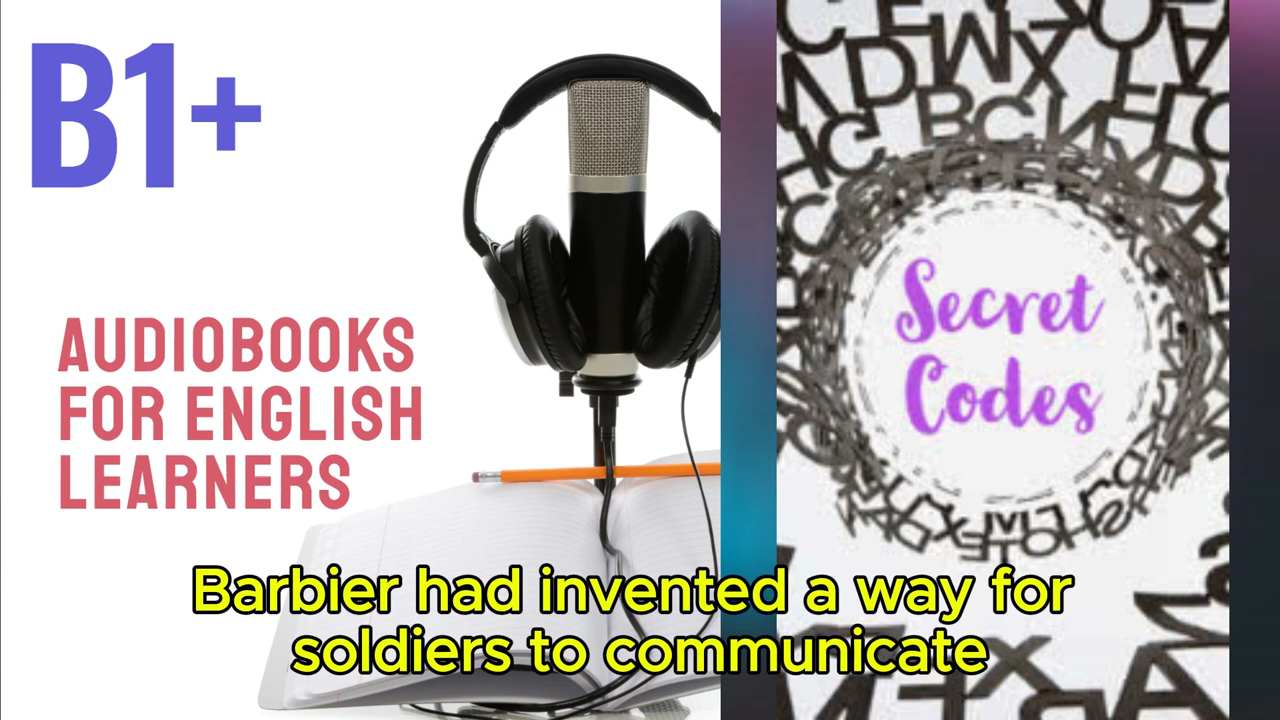 B1+
AUDIOBOOKS
FOR ENGLISH
LEARNERS
Secret
Codes
Barbier had invented a way for
soldiers to communicate